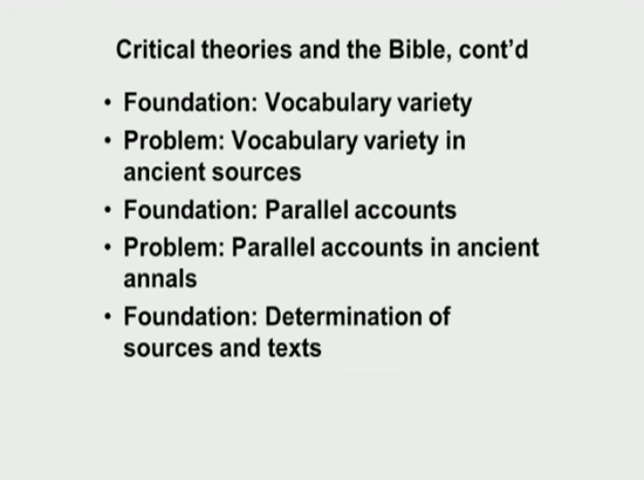 Critical theories and the Bible, cont'd
• Foundation: Vocabulary variety
• Problem: Vocabulary variety in
ancient sources
• Foundation: Parallel accounts
• Problem: Parallel accounts in ancient
annals
• Foundation: Determination of
sources and texts